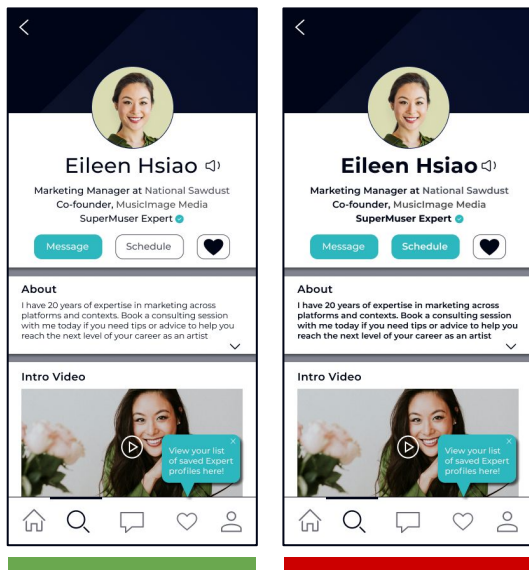 Eileen Hsiao
Marketing Manager at National Sawdust
Co-founder, MusicImage Media
SuperMuser Expert
Message
Schedule
About
I have 20 years of expertise in marketing across
platforms and contexts. Book a consulting session
with me today if you need tips or advice to help you
reach the next level of your career as an artist
Intro Video
View your list
of saved Expert
profiles here!
Eileen Hsiao
Marketing Manager at National Sawdust
Co-founder, MusicImage Media
SuperMuser Expert
Message
Schedule
About
I have 20 years of expertise in marketing across
platforms and contexts. Book a consulting session
with me today if you need tips or advice to help you
reach the next level of your career as an artist
Intro Video
View your list
of saved Expert
profiles here!